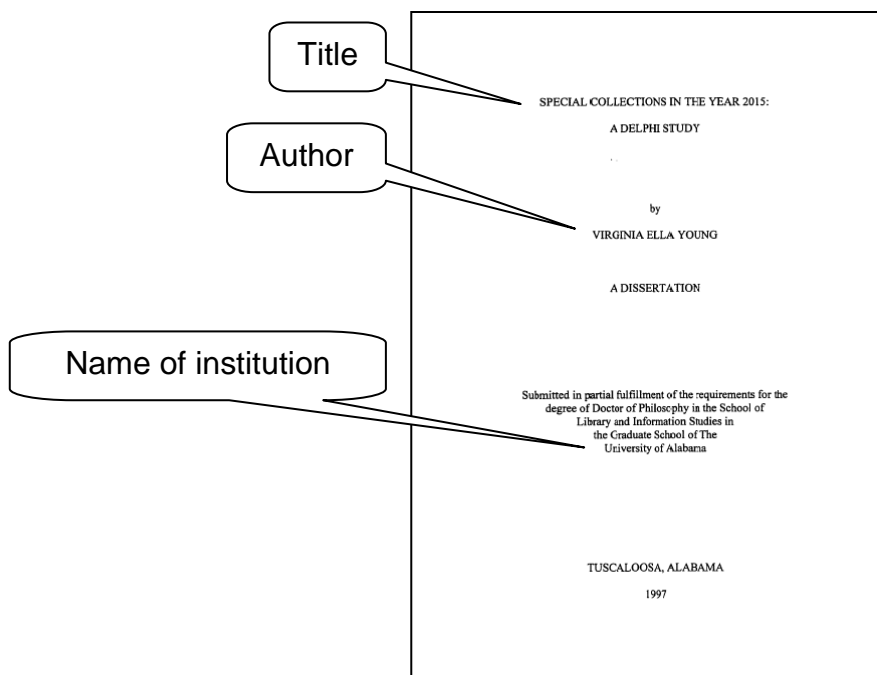 Title
SPECIAL COLLECTIONS IN THE YEAR 2015:
A DELPHI STUDY
Author
by
VIRGINIA ELLA YOUNG
A DISSERTATION
Name of institution
Submitted in partial fulfillment of the requirements for the
degree of Doctor of Philosophy in the School of
Library and Information Studies in
the Graduate School of The
University of Alabama
TUSCALOOSA, ALABAMA
1997